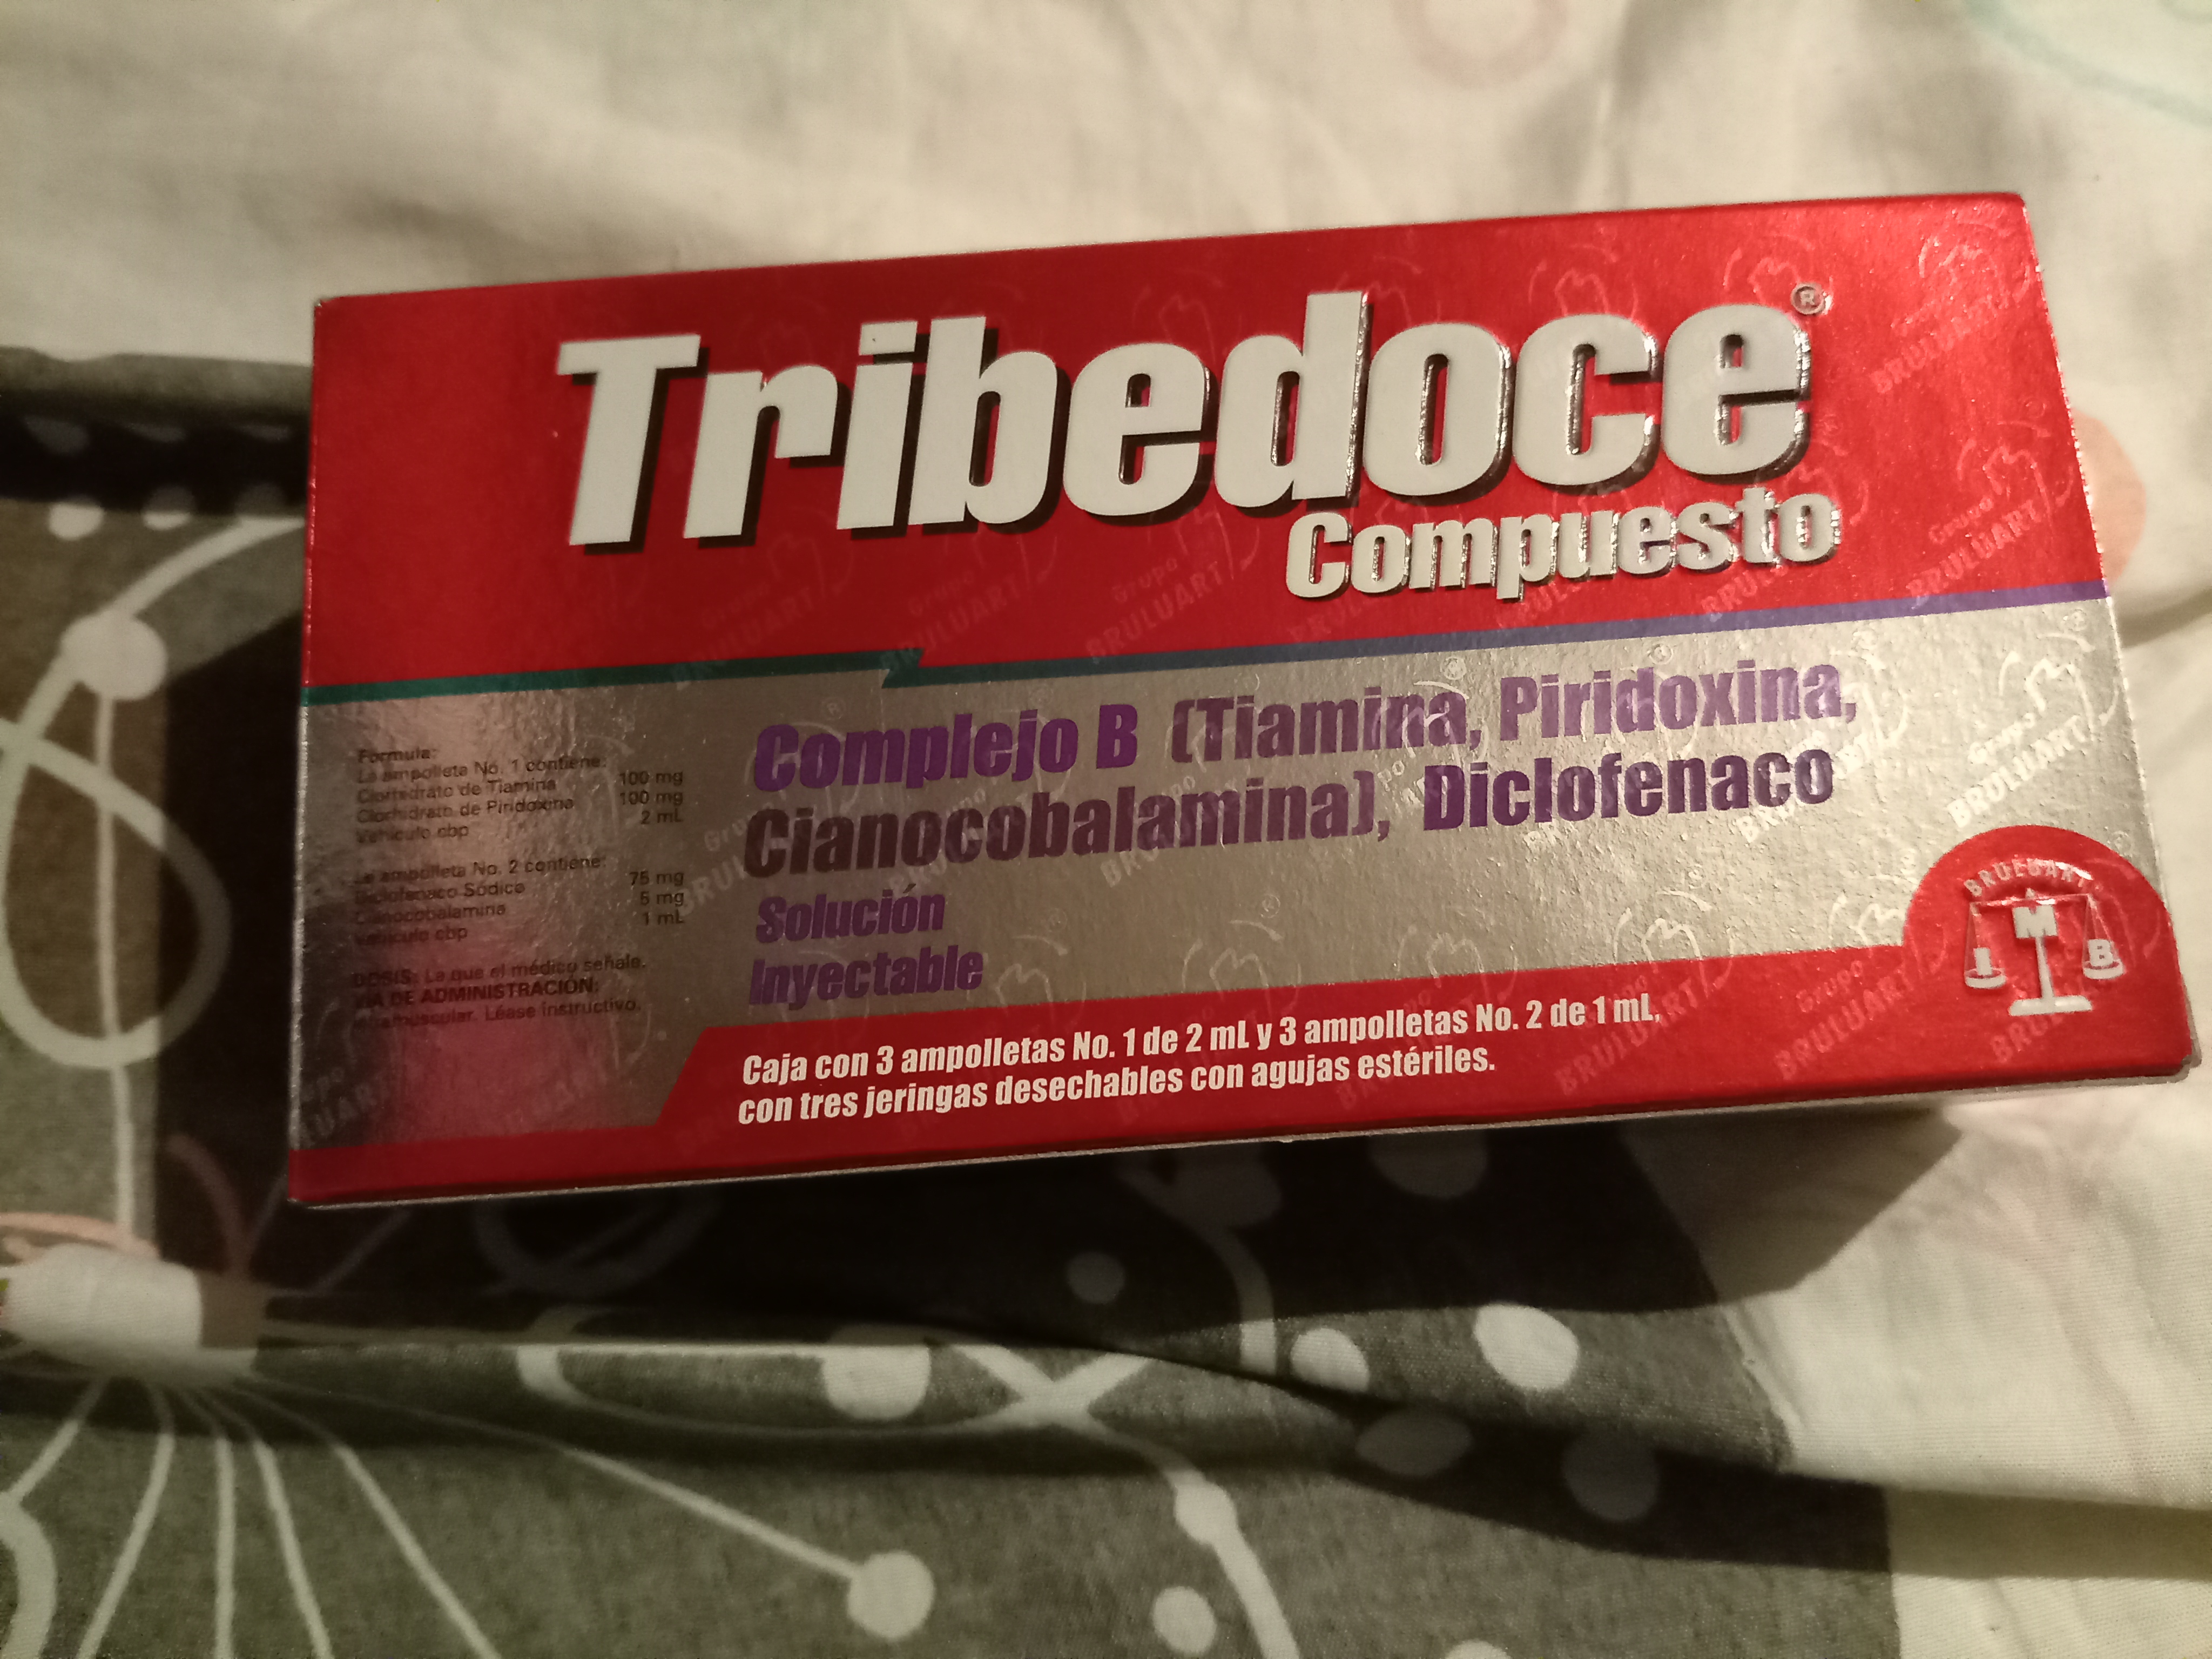 Tribedoce®
Compuesto
Complejo B (Tiamina, Piridoxina,
Cianocobalamina), Diclofenaco
Solución
Inyectable
Fórmula:
La ampolleta No. 1 contiene:
Clorhidrato de Tiamina 100 mg
Clorhidrato de Piridoxina 100 mg
Vehículo cbp 2 mL
La ampolleta No. 2 contiene:
Diclofenaco Sódico 75 mg
Cianocobalamina 5 mg
Vehículo cbp 1 mL
DOSIS: La que el médico señale.
VIA DE ADMINISTRACIÓN:
Intramuscular. Léase instructivo.
Caja con 3 ampolletas No. 1 de 2 mL y 3 ampolletas No. 2 de 1 mL,
con tres jeringas desechables con agujas estériles.
BRULUART
M
B
Grupo
BRULUART